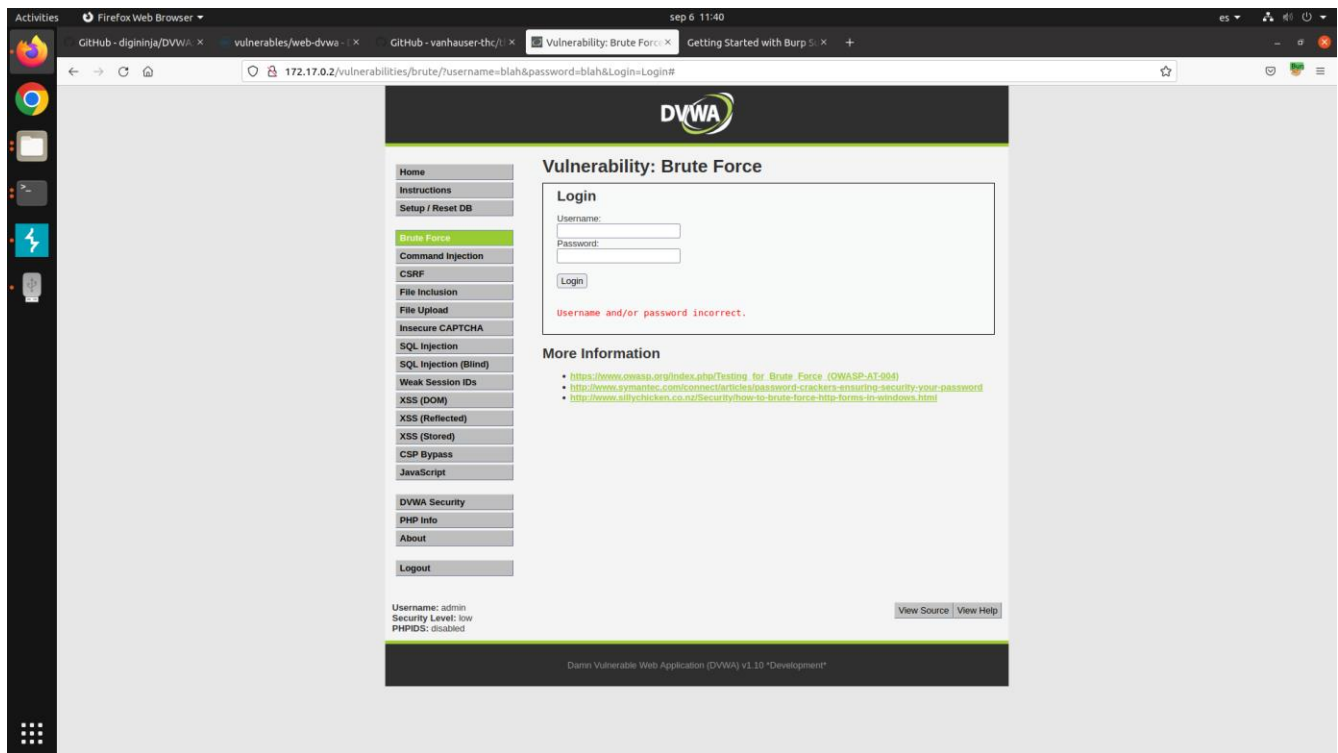 Activities Firefox Web Browser sep 6 11:40 es
GitHub - digininja/DVWA: vulnerables/web-dvwa - GitHub - vanhauser-thc/t Vulnerability: Brute Forc Getting Started with Burp Su
172.17.0.2/vulnerabilities/brute/?username=blah&password=blah&Login=Login#
DVWA
Home
Instructions
Setup / Reset DB
Brute Force
Command Injection
CSRF
File Inclusion
File Upload
Insecure CAPTCHA
SQL Injection
SQL Injection (Blind)
Weak Session IDs
XSS (DOM)
XSS (Reflected)
XSS (Stored)
CSP Bypass
JavaScript
DVWA Security
PHP Info
About
Logout
Vulnerability: Brute Force
Login
Username:
Password:
Login
Username and/or password incorrect.
More Information
https://www.owasp.org/index.php/Testing_for_Brute_Force_(OWASP-AT-004)
http://www.symantec.com/connect/articles/password-crackers-ensuring-security-your-password
http://www.sillychicken.co.nz/Security/how-to-brute-force-http-forms-in-windows.html
Username: admin
Security Level: low
PHPIDS: disabled
View Source View Help
Damn Vulnerable Web Application (DVWA) v1.10 *Development*